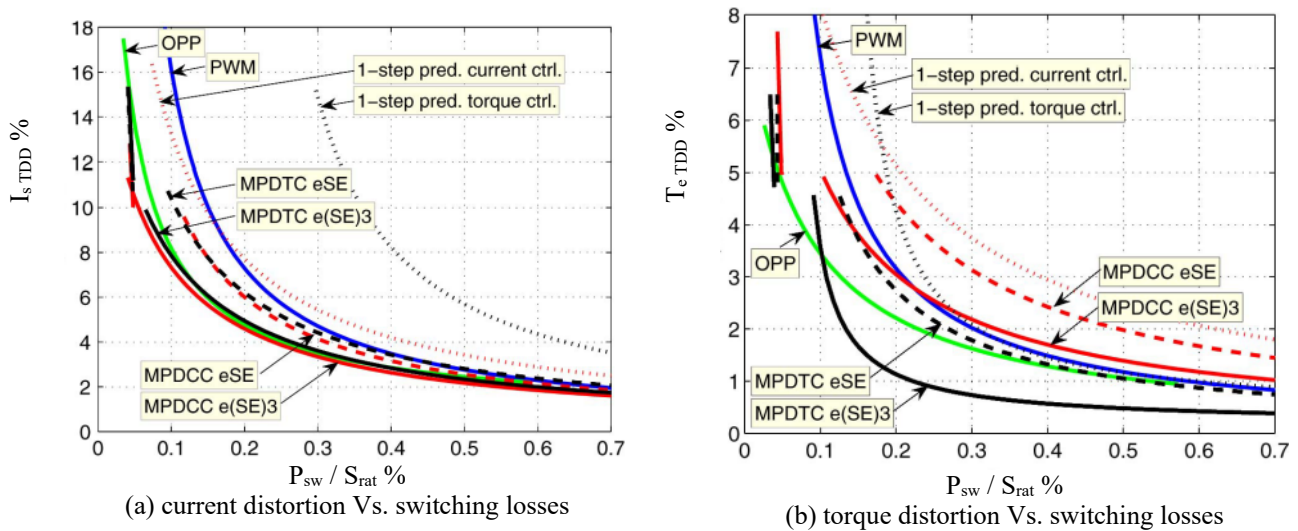 18
16
14
12
10
8
6
4
2
0
I_s TDD %
OPP
PWM
1-step pred. current ctrl.
1-step pred. torque ctrl.
MPDTC eSE
MPDTC e(SE)3
MPDCC eSE
MPDCC e(SE)3
0 0.1 0.2 0.3 0.4 0.5 0.6 0.7
P_sw / S_rat %
(a) current distortion Vs. switching losses
8
7
6
5
4
3
2
1
0
T_e TDD %
PWM
1-step pred. current ctrl.
1-step pred. torque ctrl.
OPP
MPDCC eSE
MPDCC e(SE)3
MPDTC eSE
MPDTC e(SE)3
0 0.1 0.2 0.3 0.4 0.5 0.6 0.7
P_sw / S_rat %
(b) torque distortion Vs. switching losses